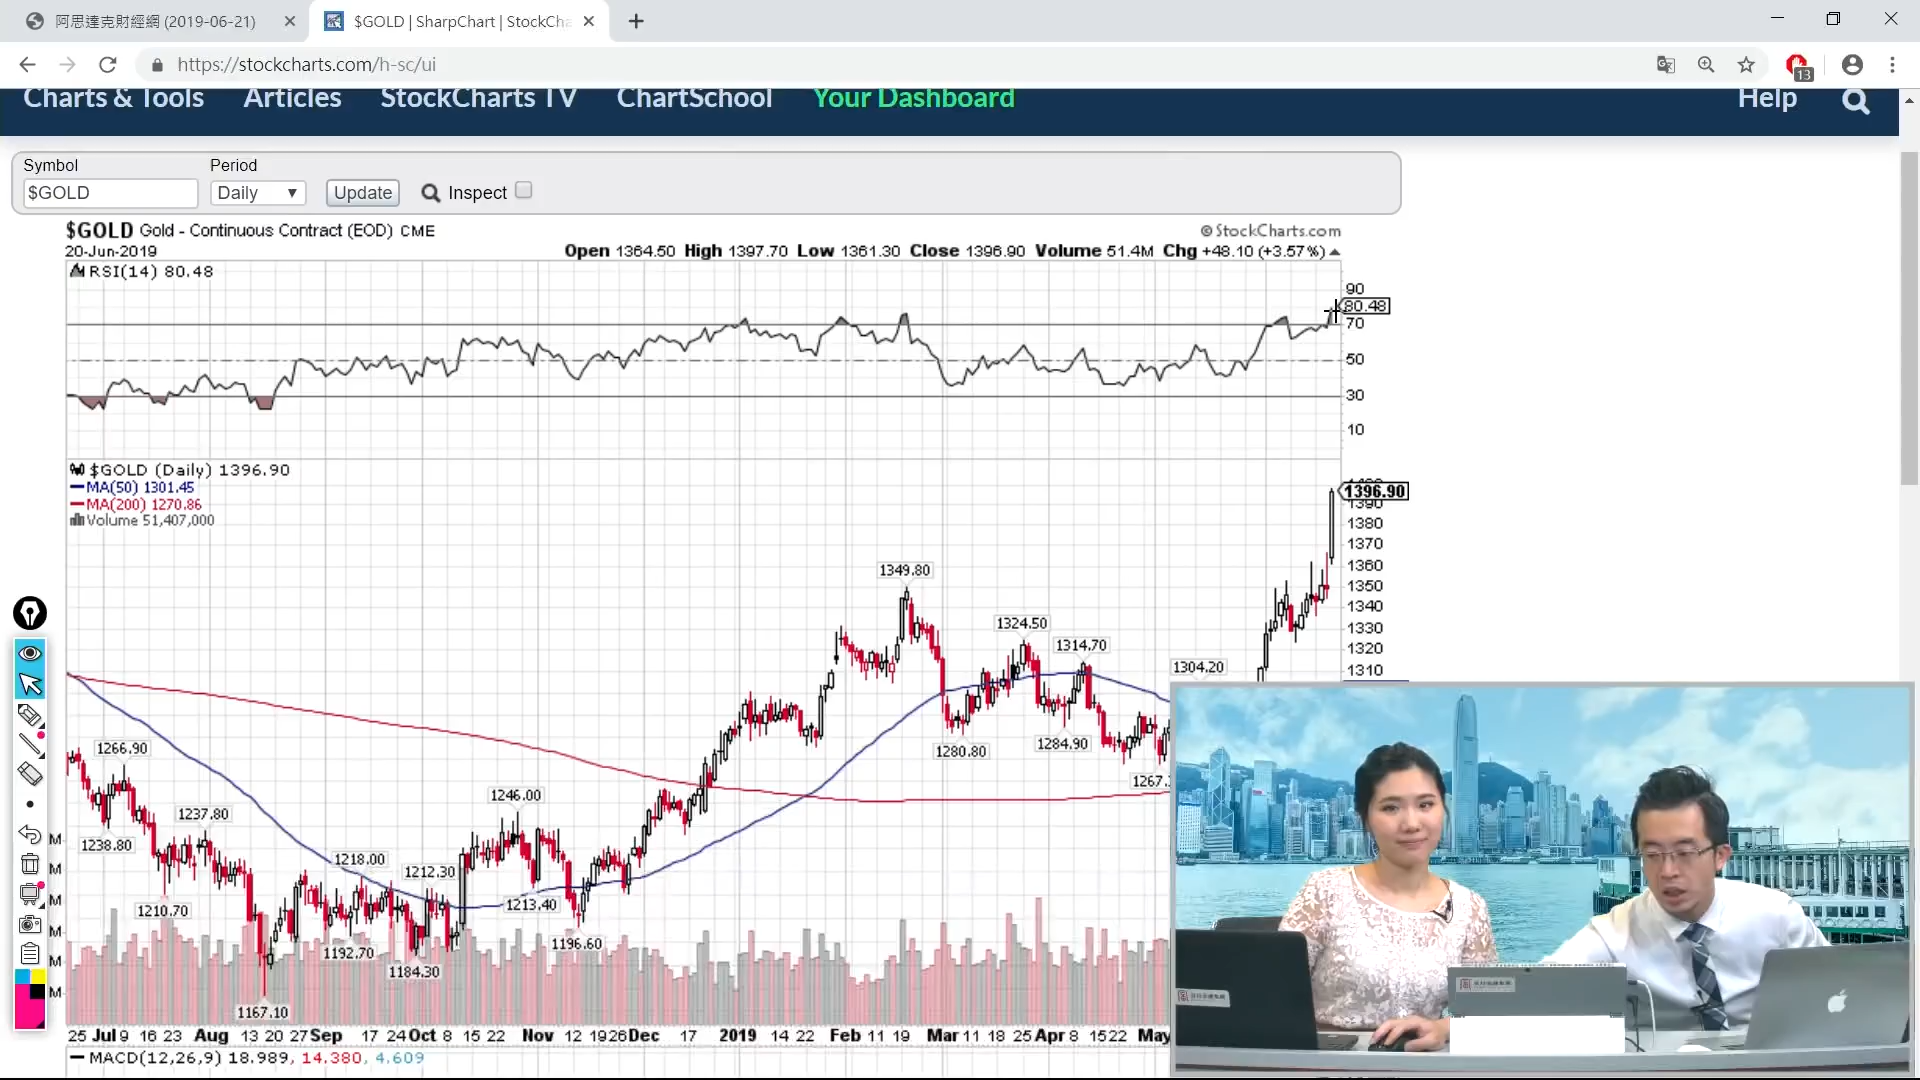 阿思達克財經網 (2019-06-21)
$GOLD | SharpChart | StockCha
https://stockcharts.com/h-sc/ui
13
Charts & Tools Articles StockCharts TV ChartSchool Your Dashboard Help
Symbol Period
$GOLD Daily Update Inspect
$GOLD Gold - Continuous Contract (EOD) CME
© StockCharts.com
20-Jun-2019
Open 1364.50 High 1397.70 Low 1361.30 Close 1396.90 Volume 51.4M Chg +48.10 (+3.57%)
RSI(14) 80.48
90
80.48
70
50
30
10
$GOLD (Daily) 1396.90
MA(50) 1301.45
MA(200) 1270.86
Volume 51,407,000
1396.90
1390
1380
1370
1360
1350
1340
1330
1320
1310
1349.80
1324.50
1314.70
1304.20
1266.90
1280.80
1284.90
1267.
1246.00
1237.80
1238.80
1218.00
1212.30
1213.40
1210.70
1192.70
1196.60
1184.30
1167.10
M
M
M
M
M
M
25 Jul 9 16 23 Aug 13 20 27 Sep 17 24 Oct 8 15 22 Nov 12 19 26 Dec 17 2019 14 22 Feb 11 19 Mar 11 18 25 Apr 8 15 22 May
MACD(12,26,9) 18.989, 14.380, 4.609